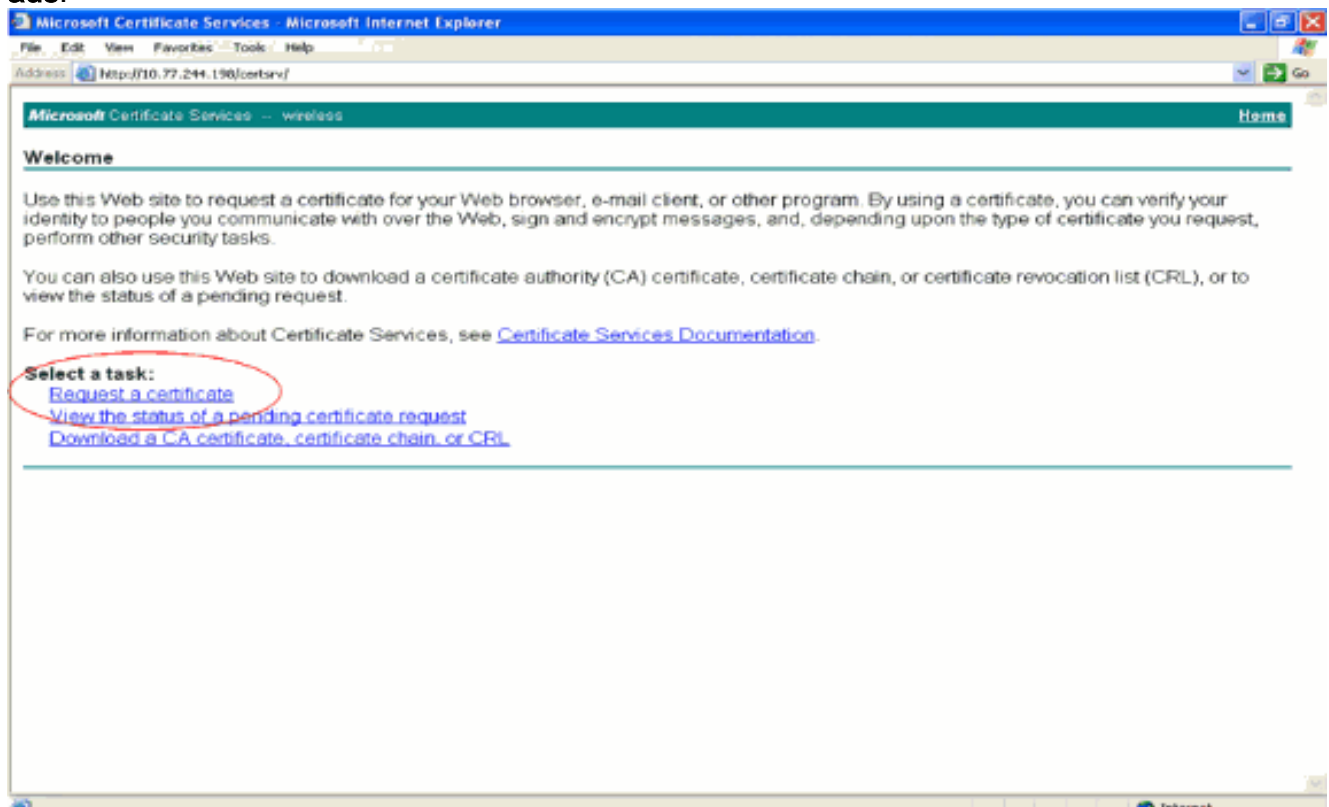 Microsoft Certificate Services - Microsoft Internet Explorer
File Edit View Favorites Tools Help
Address http://10.77.244.198/certsrv/ Go
Microsoft Certificate Services -- wireless Home
Welcome
Use this Web site to request a certificate for your Web browser, e-mail client, or other program. By using a certificate, you can verify your
identity to people you communicate with over the Web, sign and encrypt messages, and, depending upon the type of certificate you request,
perform other security tasks.
You can also use this Web site to download a certificate authority (CA) certificate, certificate chain, or certificate revocation list (CRL), or to
view the status of a pending request.
For more information about Certificate Services, see Certificate Services Documentation.
Select a task:
Request a certificate
View the status of a pending certificate request
Download a CA certificate, certificate chain, or CRL